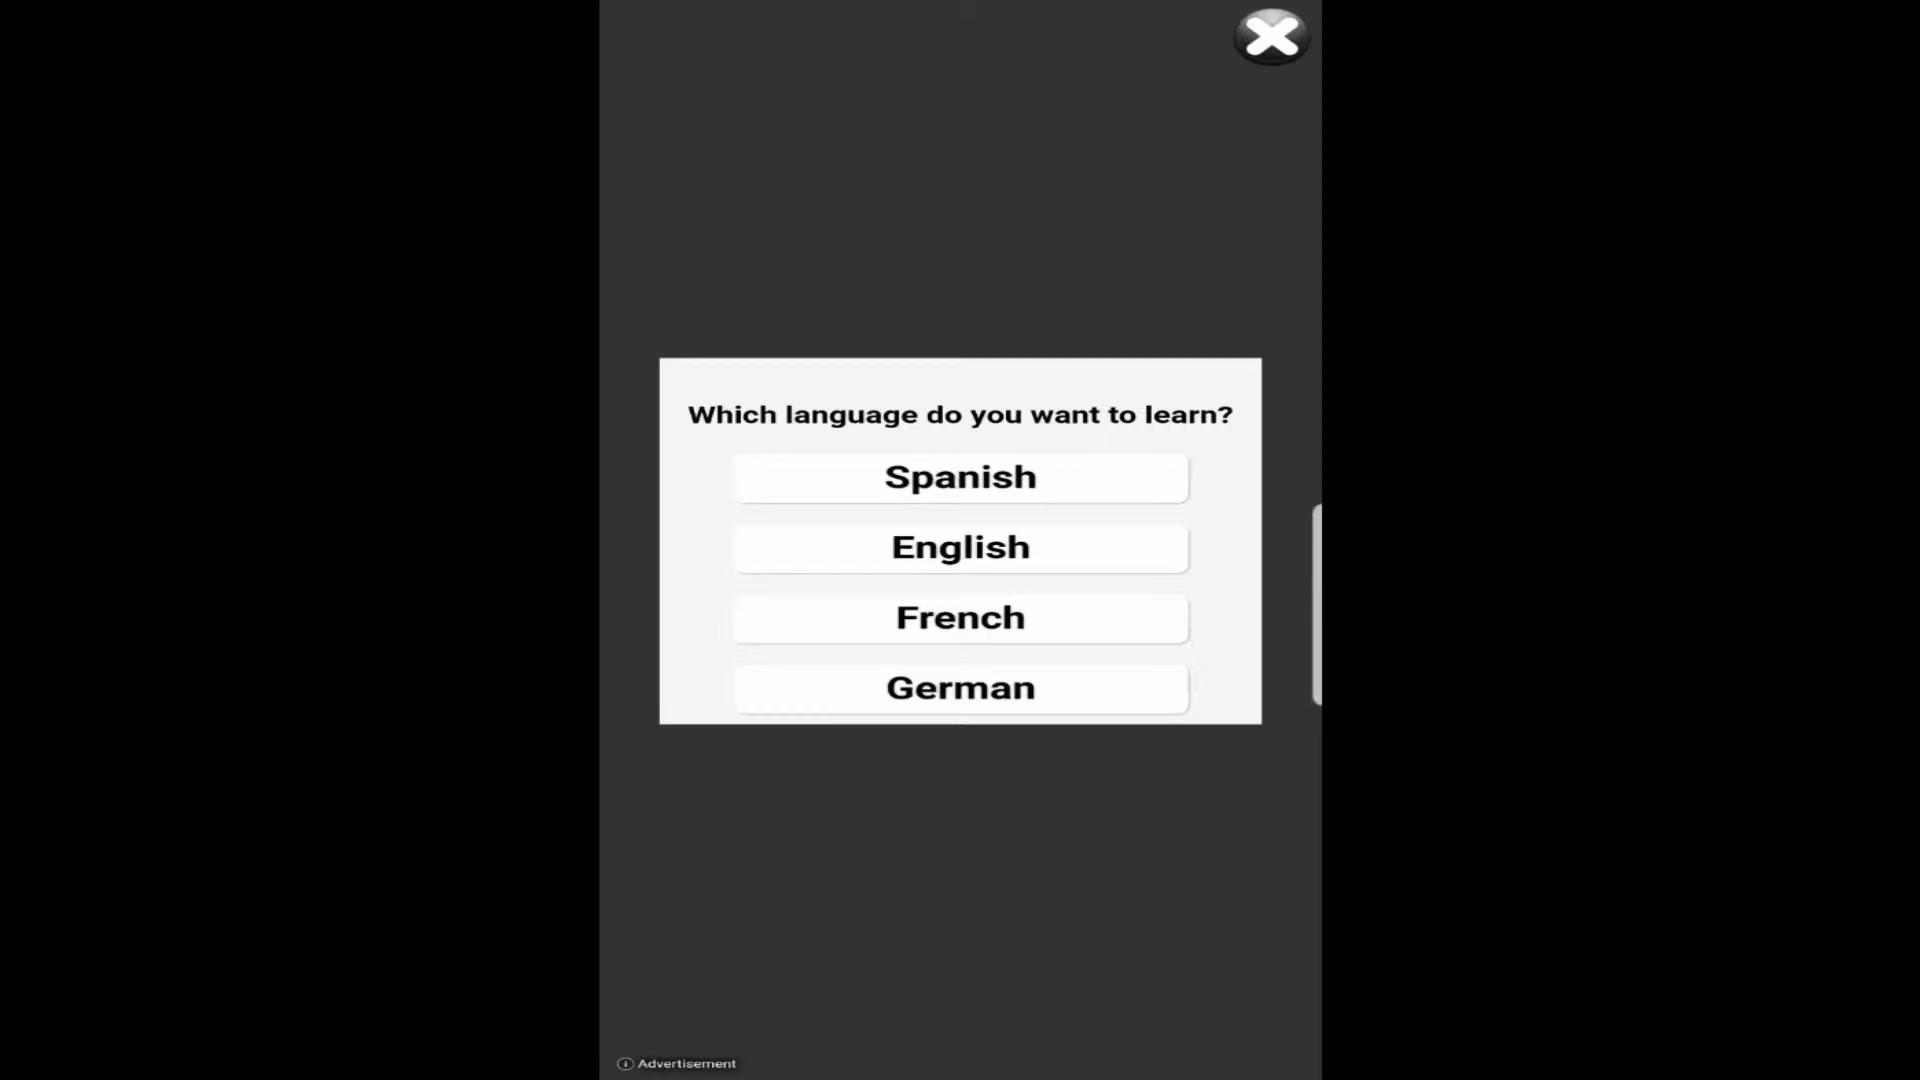 Which language do you want to learn?
Spanish
English
French
German
Advertisement